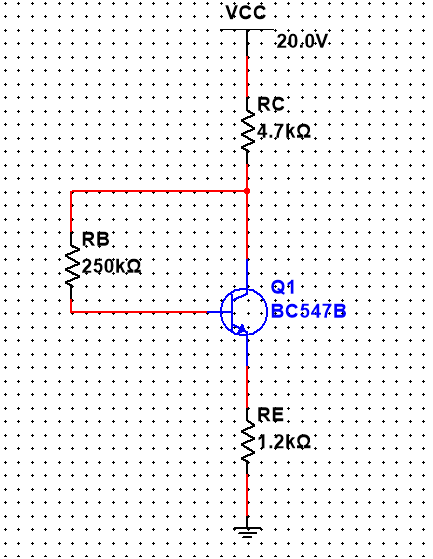 VCC
20.0V
RC
4.7kΩ
RB
250kΩ
Q1
BC547B
RE
1.2kΩ